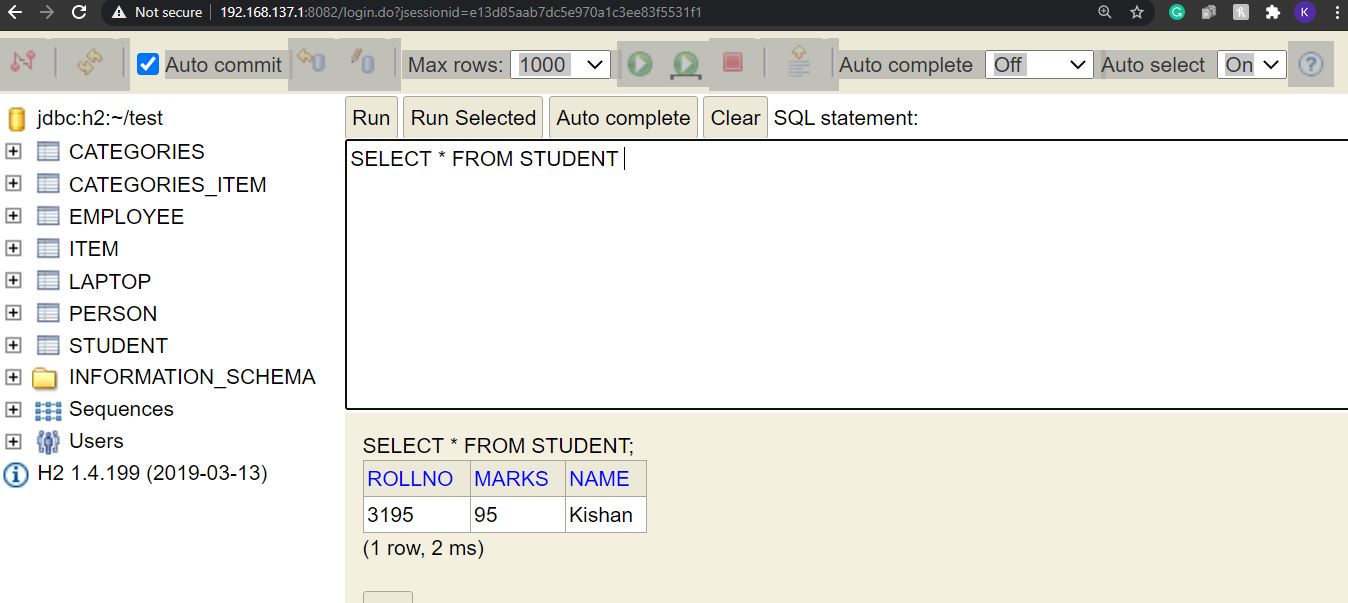 Not secure | 192.168.137.1:8082/login.do?jsessionid=e13d85aab7dc5e970a1c3ee83f5531f1 K
Auto commit Max rows: 1000 Auto complete Off Auto select On ?
jdbc:h2:~/test
CATEGORIES
CATEGORIES_ITEM
EMPLOYEE
ITEM
LAPTOP
PERSON
STUDENT
INFORMATION_SCHEMA
Sequences
Users
H2 1.4.199 (2019-03-13)
Run Run Selected Auto complete Clear SQL statement:
SELECT * FROM STUDENT
SELECT * FROM STUDENT;
ROLLNO MARKS NAME
3195 95 Kishan
(1 row, 2 ms)